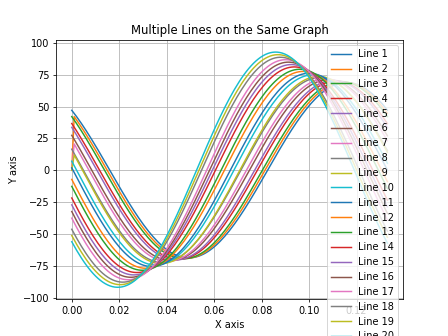 Multiple Lines on the Same Graph
100
75
50
25
0
−25
−50
−75
−100
Y axis
0.00
0.02
0.04
0.06
0.08
0.10
X axis
Line 1
Line 2
Line 3
Line 4
Line 5
Line 6
Line 7
Line 8
Line 9
Line 10
Line 11
Line 12
Line 13
Line 14
Line 15
Line 16
Line 17
Line 18
Line 19
Line 20